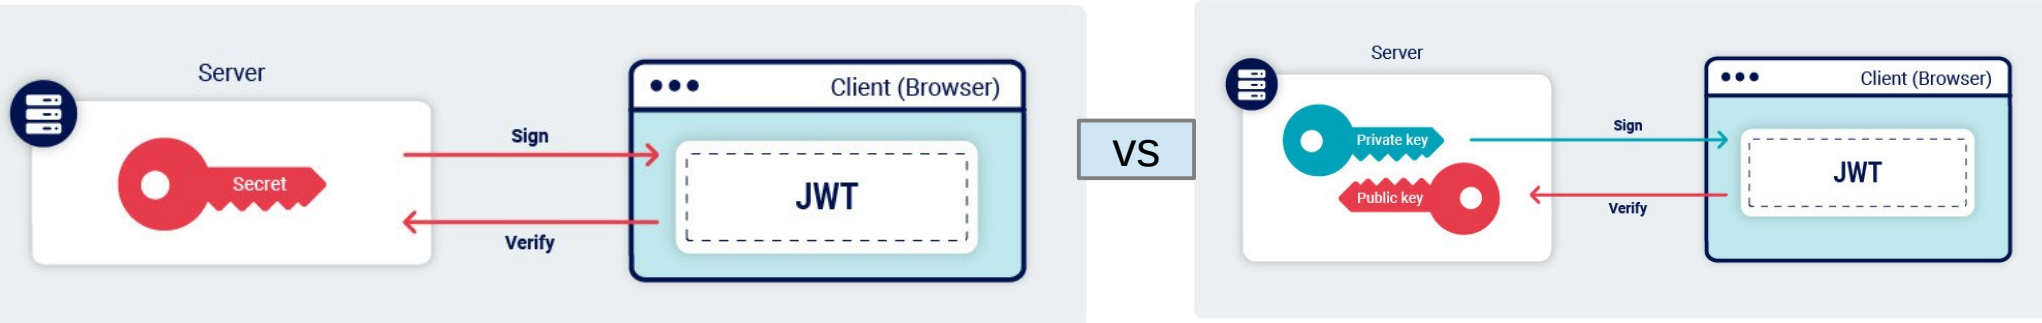 Server
Client (Browser)
Secret
Sign
Verify
JWT
vs
Server
Client (Browser)
Private key
Public key
Sign
Verify
JWT